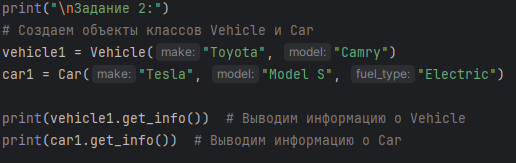 print("\nЗадание 2:")
# Создаем объекты классов Vehicle и Car
vehicle1 = Vehicle( make: "Toyota", model: "Camry")
car1 = Car( make: "Tesla", model: "Model S", fuel_type: "Electric")
print(vehicle1.get_info())  # Выводим информацию о Vehicle
print(car1.get_info())  # Выводим информацию о Car